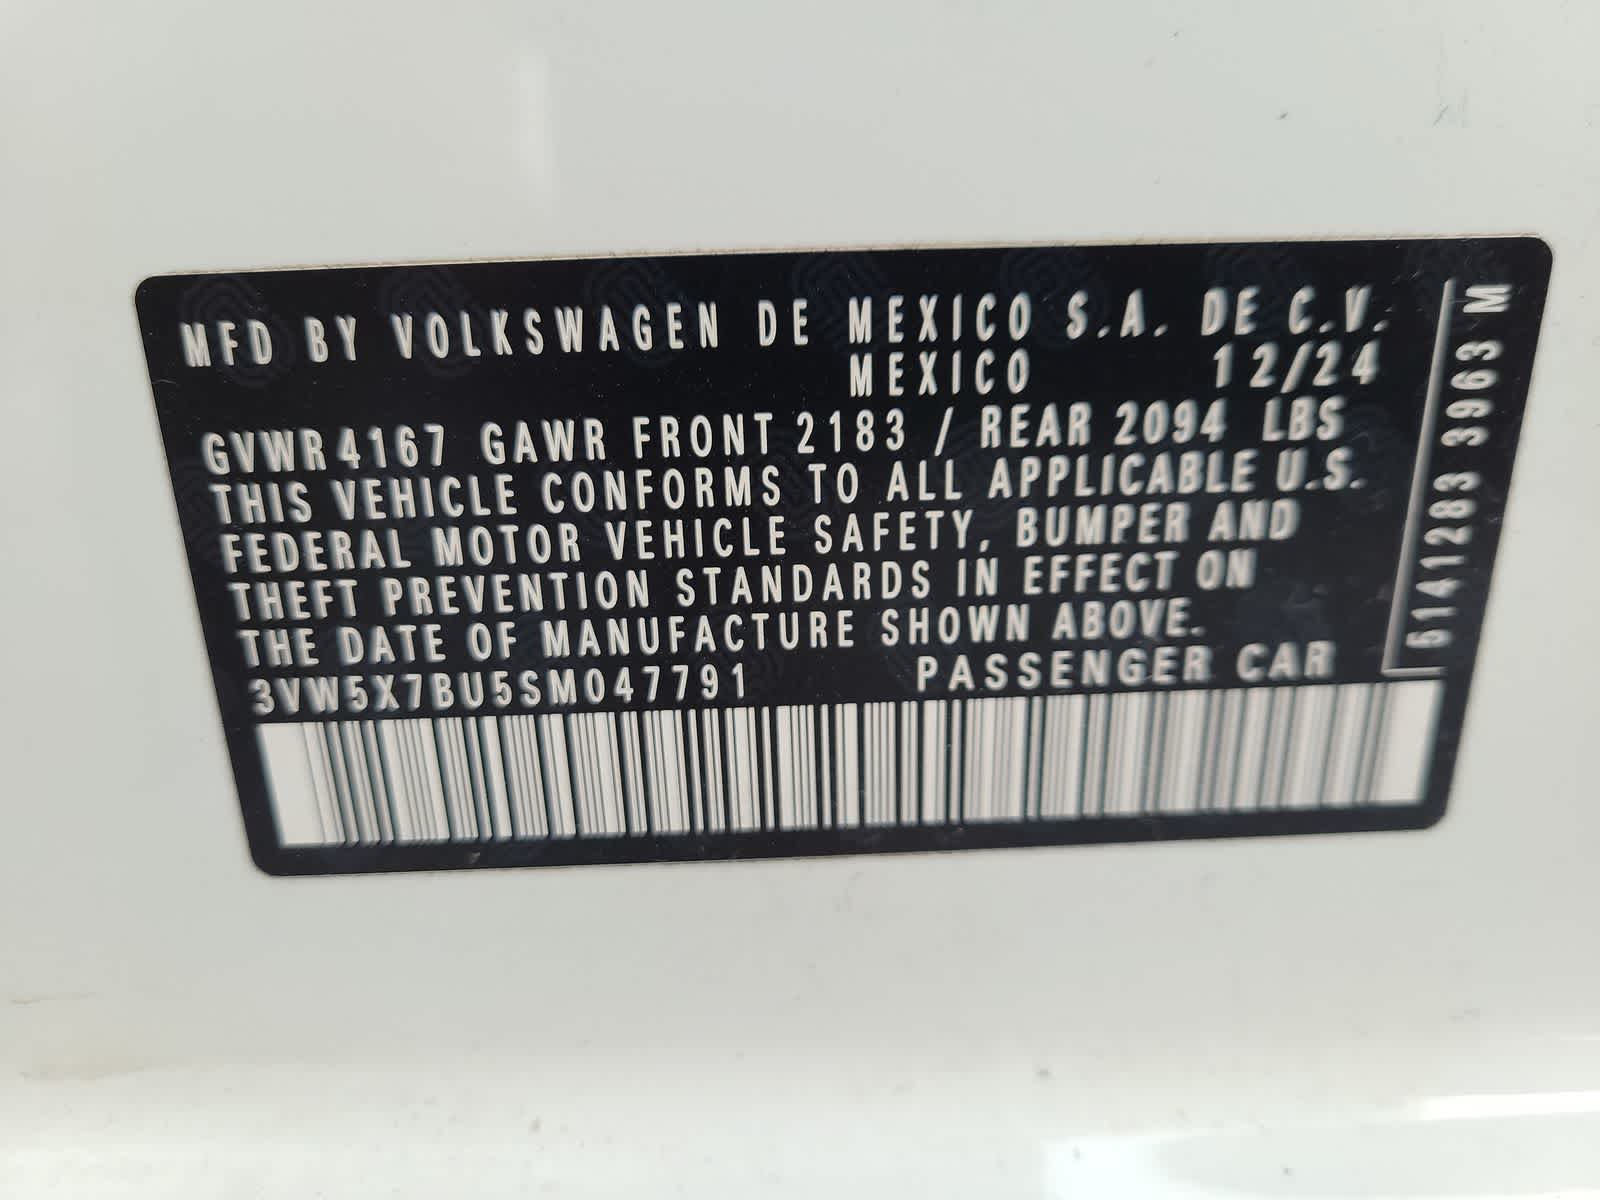 MFD BY VOLKSWAGEN DE MEXICO S.A. DE C.V.
MEXICO 12/24
GVWR 4167 GAWR FRONT 2183 / REAR 2094 LBS
THIS VEHICLE CONFORMS TO ALL APPLICABLE U.S.
FEDERAL MOTOR VEHICLE SAFETY, BUMPER AND
THEFT PREVENTION STANDARDS IN EFFECT ON
THE DATE OF MANUFACTURE SHOWN ABOVE.
3VW5X7BU5SM047791 PASSENGER CAR
5141283 3963 M